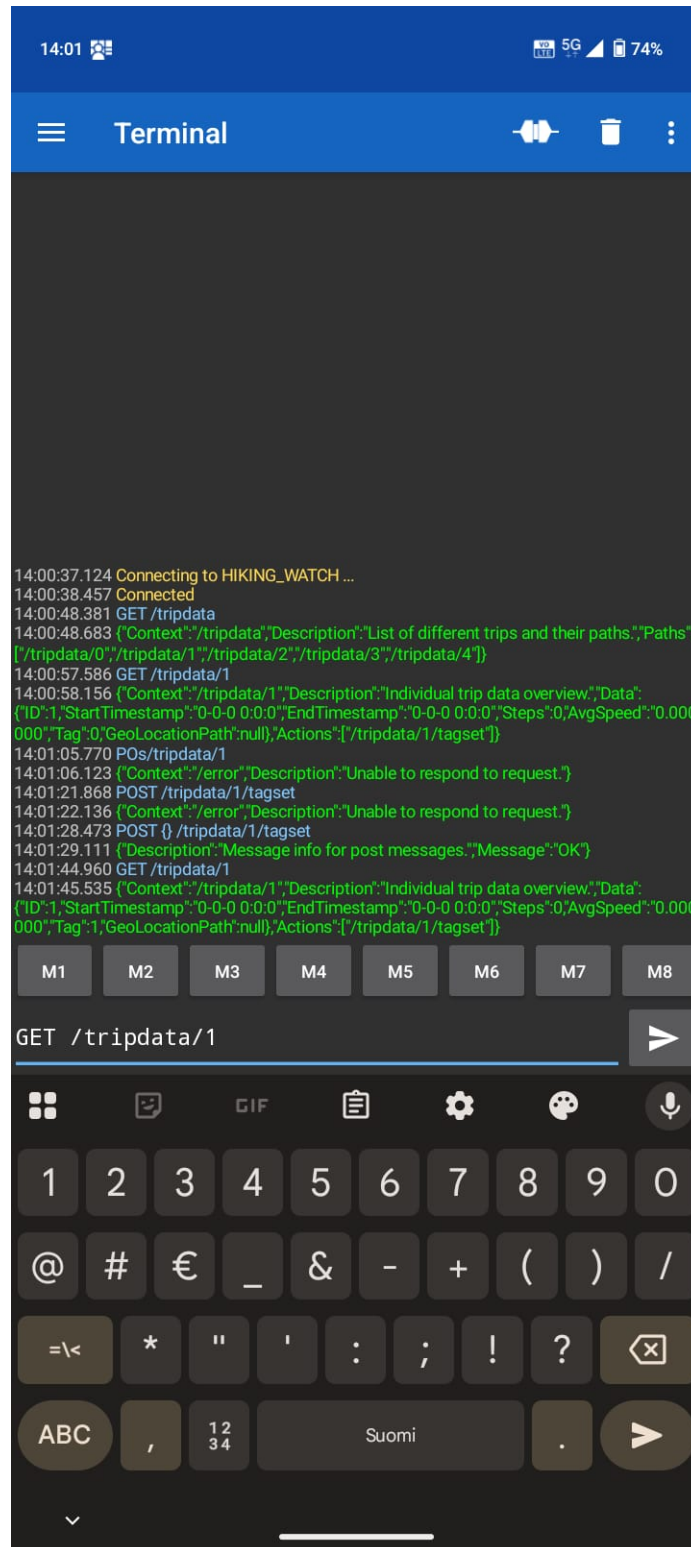 14:01 VO LTE 5G 74%
Terminal
14:00:37.124 Connecting to HIKING_WATCH ...
14:00:38.457 Connected
14:00:48.381 GET /tripdata
14:00:48.683 {"Context":"/tripdata","Description":"List of different trips and their paths.","Paths":
["/tripdata/0","/tripdata/1","/tripdata/2","/tripdata/3","/tripdata/4"]}
14:00:57.586 GET /tripdata/1
14:00:58.156 {"Context":"/tripdata/1","Description":"Individual trip data overview.","Data":
{"ID":1,"StartTimestamp":"0-0-0 0:0:0","EndTimestamp":"0-0-0 0:0:0","Steps":0,"AvgSpeed":"0.000
000","Tag":0,"GeoLocationPath":null},"Actions":["/tripdata/1/tagset"]}
14:01:05.770 POs/tripdata/1
14:01:06.123 {"Context":"/error","Description":"Unable to respond to request."}
14:01:21.868 POST /tripdata/1/tagset
14:01:22.136 {"Context":"/error","Description":"Unable to respond to request."}
14:01:28.473 POST {} /tripdata/1/tagset
14:01:29.111 {"Description":"Message info for post messages.","Message":"OK"}
14:01:44.960 GET /tripdata/1
14:01:45.535 {"Context":"/tripdata/1","Description":"Individual trip data overview.","Data":
{"ID":1,"StartTimestamp":"0-0-0 0:0:0","EndTimestamp":"0-0-0 0:0:0","Steps":0,"AvgSpeed":"0.000
000","Tag":1,"GeoLocationPath":null},"Actions":["/tripdata/1/tagset"]}
M1 M2 M3 M4 M5 M6 M7 M8
GET /tripdata/1
GIF
1 2 3 4 5 6 7 8 9 0
@ # € _ & - + ( ) /
=\< * " ' : ; ! ?
ABC , 12 34 Suomi .